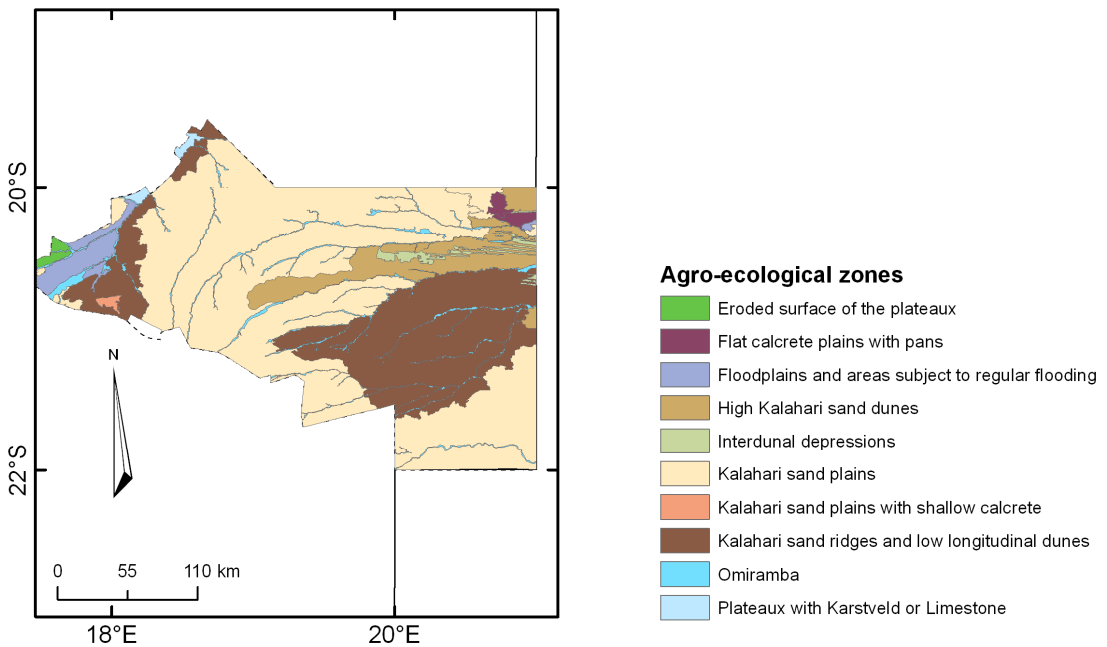 20°S
22°S
N
0 55 110 km
18°E 20°E
Agro-ecological zones
Eroded surface of the plateaux
Flat calcrete plains with pans
Floodplains and areas subject to regular flooding
High Kalahari sand dunes
Interdunal depressions
Kalahari sand plains
Kalahari sand plains with shallow calcrete
Kalahari sand ridges and low longitudinal dunes
Omiramba
Plateaux with Karstveld or Limestone